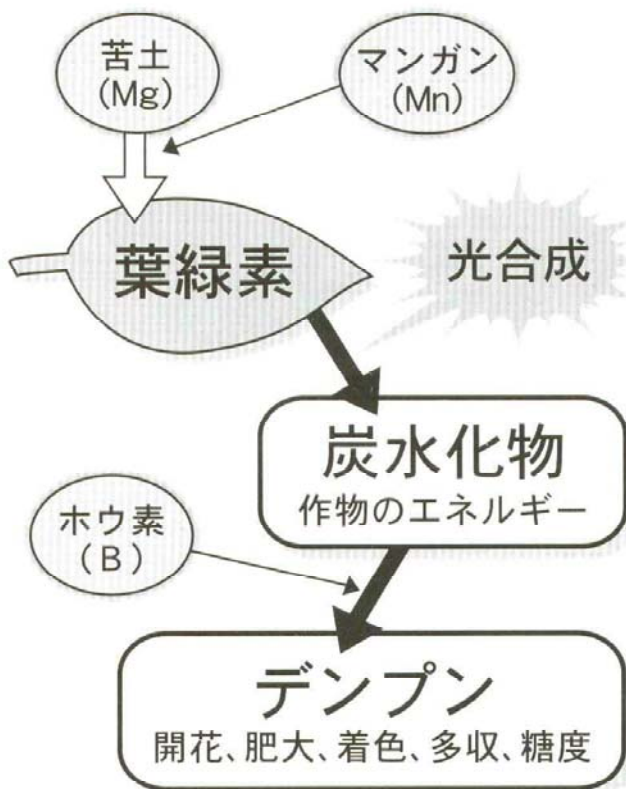 苦土
(Mg)
マンガン
(Mn)
葉緑素
光合成
炭水化物
作物のエネルギー
ホウ素
(B)
デンプン
開花、肥大、着色、多収、糖度